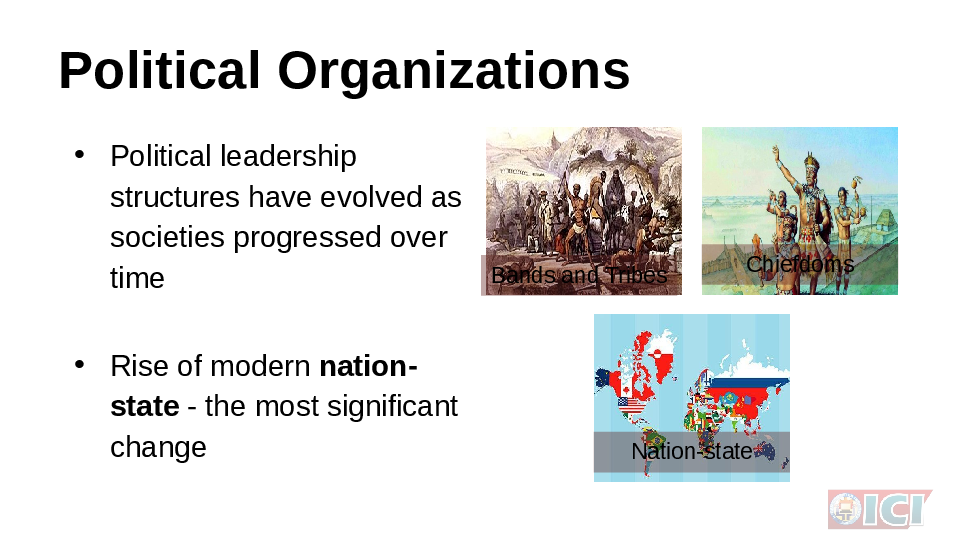 Political Organizations
• Political leadership
structures have evolved as
societies progressed over
time
• Rise of modern nation-
state - the most significant
change
Bands and Tribes
Chiefdoms
Nation-state
ICI